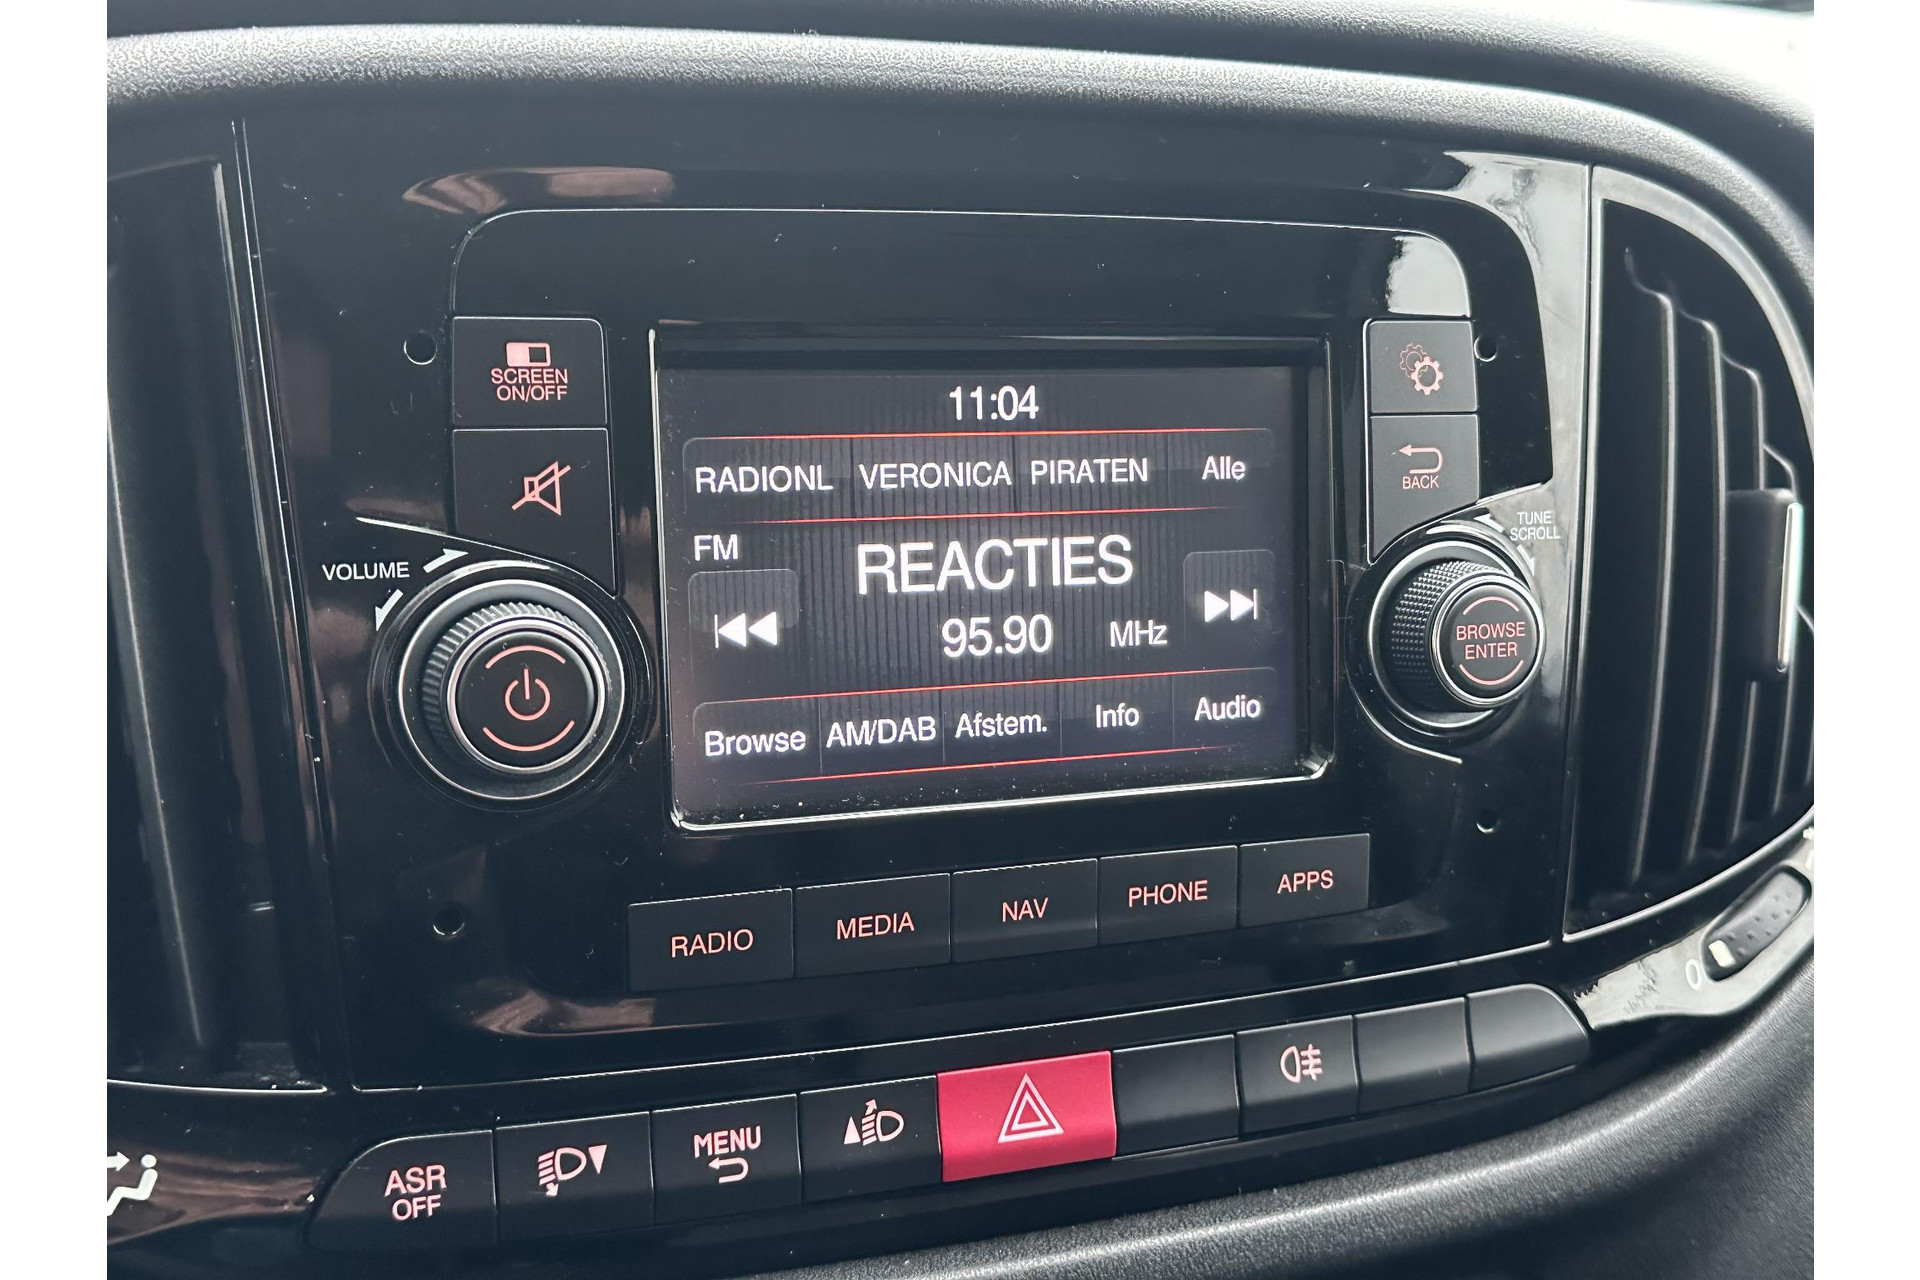 SCREEN
ON/OFF
11:04
RADIONL VERONICA PIRATEN Alle
BACK
TUNE
SCROLL
VOLUME
FM
REACTIES
95.90 MHz
BROWSE
ENTER
Browse AM/DAB Afstem. Info Audio
RADIO MEDIA NAV PHONE APPS
0
ASR
OFF
MENU